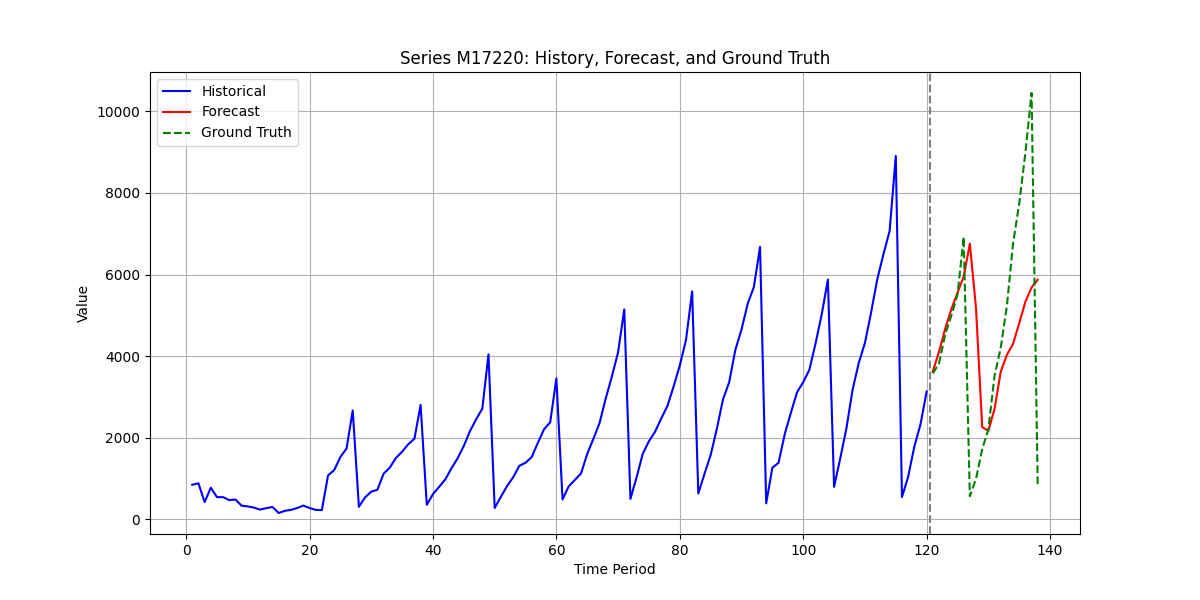 Series M17220: History, Forecast, and Ground Truth
Historical
Forecast
Ground Truth
10000
8000
6000
4000
2000
0
Value
0 20 40 60 80 100 120 140
Time Period